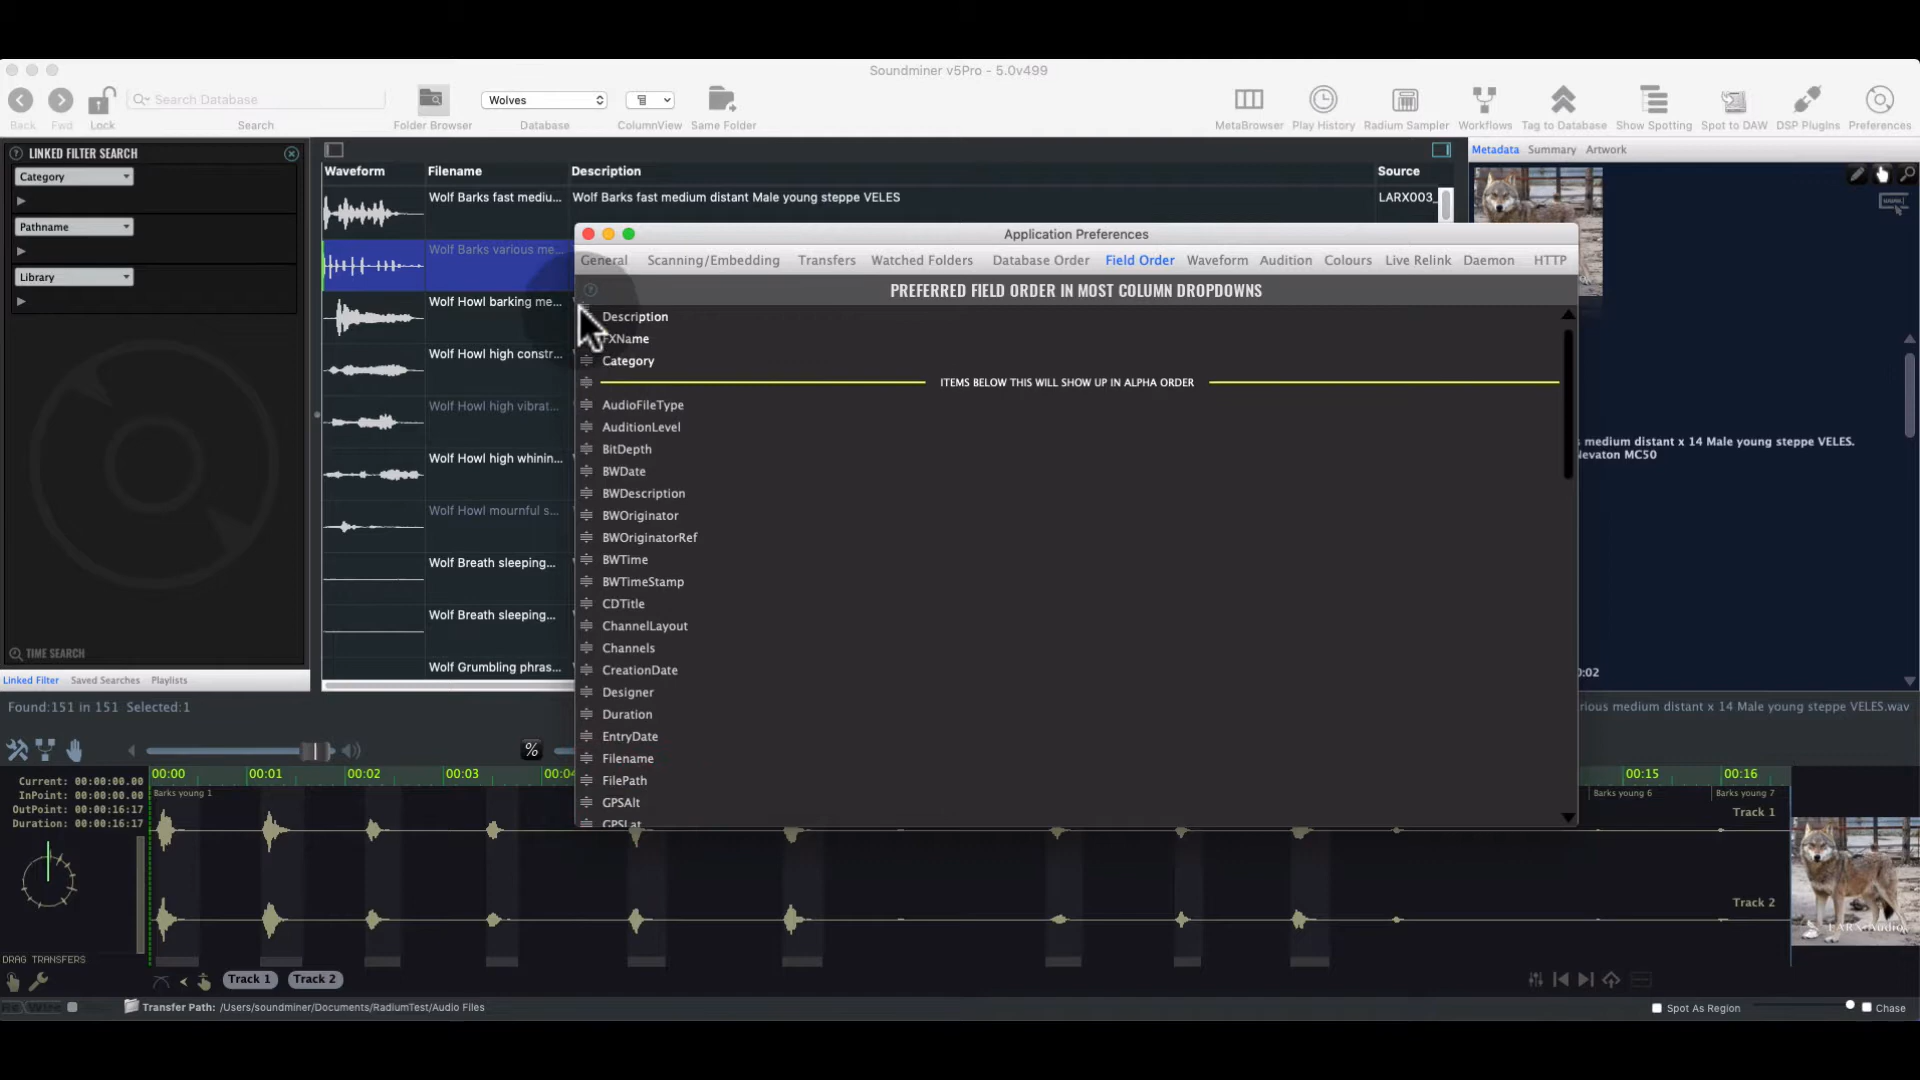 Soundminer v5Pro - 5.0v499
Search Database
Wolves
Back
Fwd
Lock
Search
Folder Browser
Database
ColumnView
Same Folder
MetaBrowser
Play History
Radium Sampler
Workflows
Tag to Database
Show Spotting
Spot to DAW
DSP Plugins
Preferences
LINKED FILTER SEARCH
Category
Pathname
Library
TIME SEARCH
Linked Filter
Saved Searches
Playlists
Waveform
Filename
Description
Source
Wolf Barks fast mediu...
Wolf Barks fast medium distant Male young steppe VELES
LARX003_
Wolf Barks various me...
Wolf Howl barking me...
Wolf Howl high constr...
Wolf Howl high vibrat...
Wolf Howl high whinin...
Wolf Howl mournful s...
Wolf Breath sleeping...
Wolf Breath sleeping...
Wolf Grumbling phras...
Metadata
Summary
Artwork
medium distant x 14 Male young steppe VELES.
Nevaton MC50
:02
Application Preferences
General
Scanning/Embedding
Transfers
Watched Folders
Database Order
Field Order
Waveform
Audition
Colours
Live Relink
Daemon
HTTP
PREFERRED FIELD ORDER IN MOST COLUMN DROPDOWNS
Description
FXName
Category
ITEMS BELOW THIS WILL SHOW UP IN ALPHA ORDER
AudioFileType
AuditionLevel
BitDepth
BWDate
BWDescription
BWOriginator
BWOriginatorRef
BWTime
BWTimeStamp
CDTitle
ChannelLayout
Channels
CreationDate
Designer
Duration
EntryDate
Filename
FilePath
GPSAlt
GPSLat
Found:151 in 151 Selected:1
rious medium distant x 14 Male young steppe VELES.wav
%
Current: 00:00:00.00
InPoint: 00:00:00.00
OutPoint: 00:00:16:17
Duration: 00:00:16:17
00:00
00:01
00:02
00:03
00:04
00:15
00:16
Barks young 1
Barks young 6
Barks young 7
Track 1
Track 2
LARX Audio
DRAG TRANSFERS
Track 1
Track 2
Transfer Path: /Users/soundminer/Documents/RadiumTest/Audio Files
Spot As Region
Chase